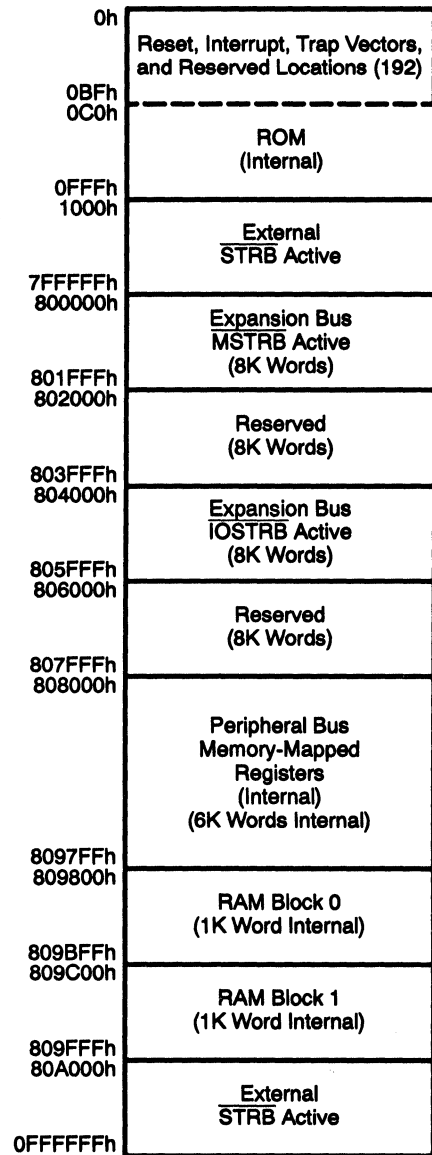 0h
Reset, Interrupt, Trap Vectors,
and Reserved Locations (192)
0BFh
0C0h
ROM
(Internal)
0FFFh
1000h
External
STRB Active
7FFFFFh
800000h
Expansion Bus
MSTRB Active
(8K Words)
801FFFh
802000h
Reserved
(8K Words)
803FFFh
804000h
Expansion Bus
IOSTRB Active
(8K Words)
805FFFh
806000h
Reserved
(8K Words)
807FFFh
808000h
Peripheral Bus
Memory-Mapped
Registers
(Internal)
(6K Words Internal)
8097FFh
809800h
RAM Block 0
(1K Word Internal)
809BFFh
809C00h
RAM Block 1
(1K Word Internal)
809FFFh
80A000h
External
STRB Active
0FFFFFFh